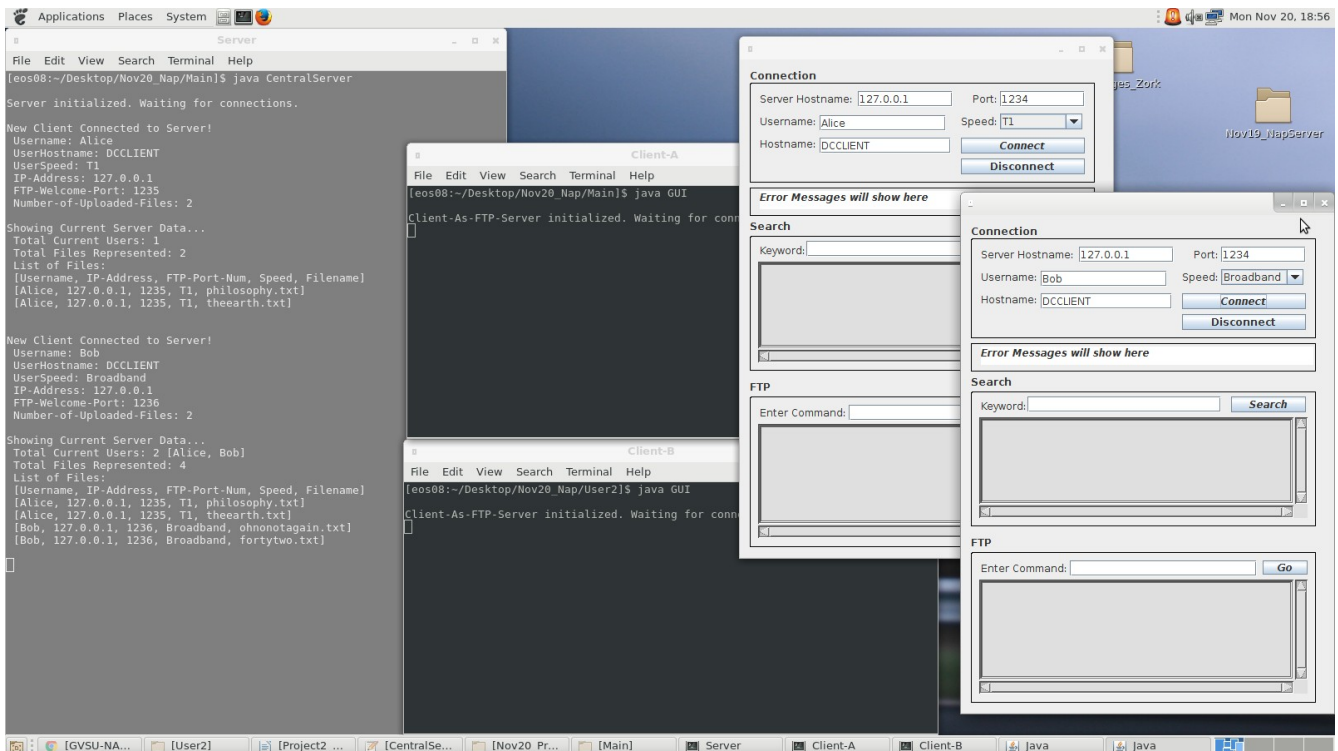 Applications Places System
Mon Nov 20, 18:56
Server
File Edit View Search Terminal Help
[eos08:~/Desktop/Nov20_Nap/Main]$ java CentralServer
Server initialized. Waiting for connections.
New Client Connected to Server!
Username: Alice
UserHostname: DCCLIENT
UserSpeed: T1
IP-Address: 127.0.0.1
FTP-Welcome-Port: 1235
Number-of-Uploaded-Files: 2
Showing Current Server Data...
Total Current Users: 1
Total Files Represented: 2
List of Files:
[Username, IP-Address, FTP-Port-Num, Speed, Filename]
[Alice, 127.0.0.1, 1235, T1, philosophy.txt]
[Alice, 127.0.0.1, 1235, T1, theearth.txt]
New Client Connected to Server!
Username: Bob
UserHostname: DCCLIENT
UserSpeed: Broadband
IP-Address: 127.0.0.1
FTP-Welcome-Port: 1236
Number-of-Uploaded-Files: 2
Showing Current Server Data...
Total Current Users: 2 [Alice, Bob]
Total Files Represented: 4
List of Files:
[Username, IP-Address, FTP-Port-Num, Speed, Filename]
[Alice, 127.0.0.1, 1235, T1, philosophy.txt]
[Alice, 127.0.0.1, 1235, T1, theearth.txt]
[Bob, 127.0.0.1, 1236, Broadband, ohnonotagain.txt]
[Bob, 127.0.0.1, 1236, Broadband, fortytwo.txt]
Client-A
File Edit View Search Terminal Help
[eos08:~/Desktop/Nov20_Nap/Main]$ java GUI
Client-As-FTP-Server initialized. Waiting for conn
Client-B
File Edit View Search Terminal Help
[eos08:~/Desktop/Nov20_Nap/User2]$ java GUI
Client-As-FTP-Server initialized. Waiting for conn
Connection
Server Hostname: 127.0.0.1 Port: 1234
Username: Alice Speed: T1
Hostname: DCCLIENT Connect
Disconnect
Error Messages will show here
Search
Keyword:
FTP
Enter Command:
Connection
Server Hostname: 127.0.0.1 Port: 1234
Username: Bob Speed: Broadband
Hostname: DCCLIENT Connect
Disconnect
Error Messages will show here
Search
Keyword: Search
FTP
Enter Command: Go
ges_Zork
Nov19_NapServer
[GVSU-NA... [User2] [Project2 ... [CentralSe... [Nov20 Pr... [Main] Server Client-A Client-B Java Java